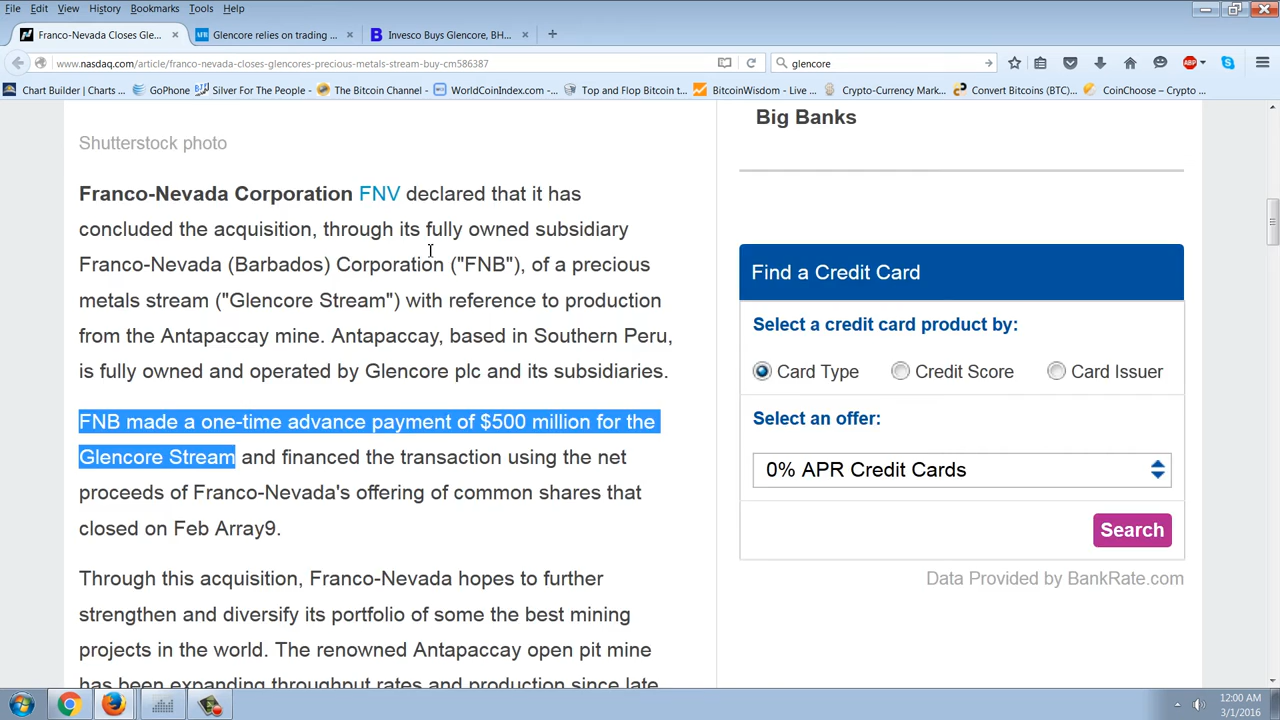 File Edit View History Bookmarks Tools Help
Franco-Nevada Closes Gle... × Glencore relies on trading ... × Invesco Buys Glencore, BH... ×
www.nasdaq.com/article/franco-nevada-closes-glencores-precious-metals-stream-buy-cm586387 glencore
Chart Builder | Charts ... GoPhone Silver For The People - ... The Bitcoin Channel - ... WorldCoinIndex.com -... Top and Flop Bitcoin t... BitcoinWisdom - Live ... Crypto-Currency Mark... Convert Bitcoins (BTC)... CoinChoose – Crypto ...
Shutterstock photo
Franco-Nevada Corporation FNV declared that it has
concluded the acquisition, through its fully owned subsidiary
Franco-Nevada (Barbados) Corporation ("FNB"), of a precious
metals stream ("Glencore Stream") with reference to production
from the Antapaccay mine. Antapaccay, based in Southern Peru,
is fully owned and operated by Glencore plc and its subsidiaries.
FNB made a one-time advance payment of $500 million for the
Glencore Stream and financed the transaction using the net
proceeds of Franco-Nevada's offering of common shares that
closed on Feb Array9.
Through this acquisition, Franco-Nevada hopes to further
strengthen and diversify its portfolio of some the best mining
projects in the world. The renowned Antapaccay open pit mine
has been expanding throughput rates and production since late
Big Banks
Find a Credit Card
Select a credit card product by:
Card Type Credit Score Card Issuer
Select an offer:
0% APR Credit Cards
Search
Data Provided by BankRate.com
12:00 AM
3/1/2016